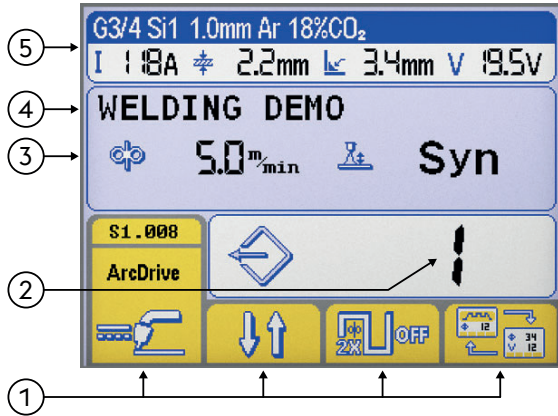 G3/4 Si1 1.0mm Ar 18%CO₂
I 118A 2.2mm 3.4mm V 19.5V
WELDING DEMO
5.0 m/min Syn
S1.008
ArcDrive
1
2X OFF
Φ 12
Φ 34
V 12
5
4
3
2
1